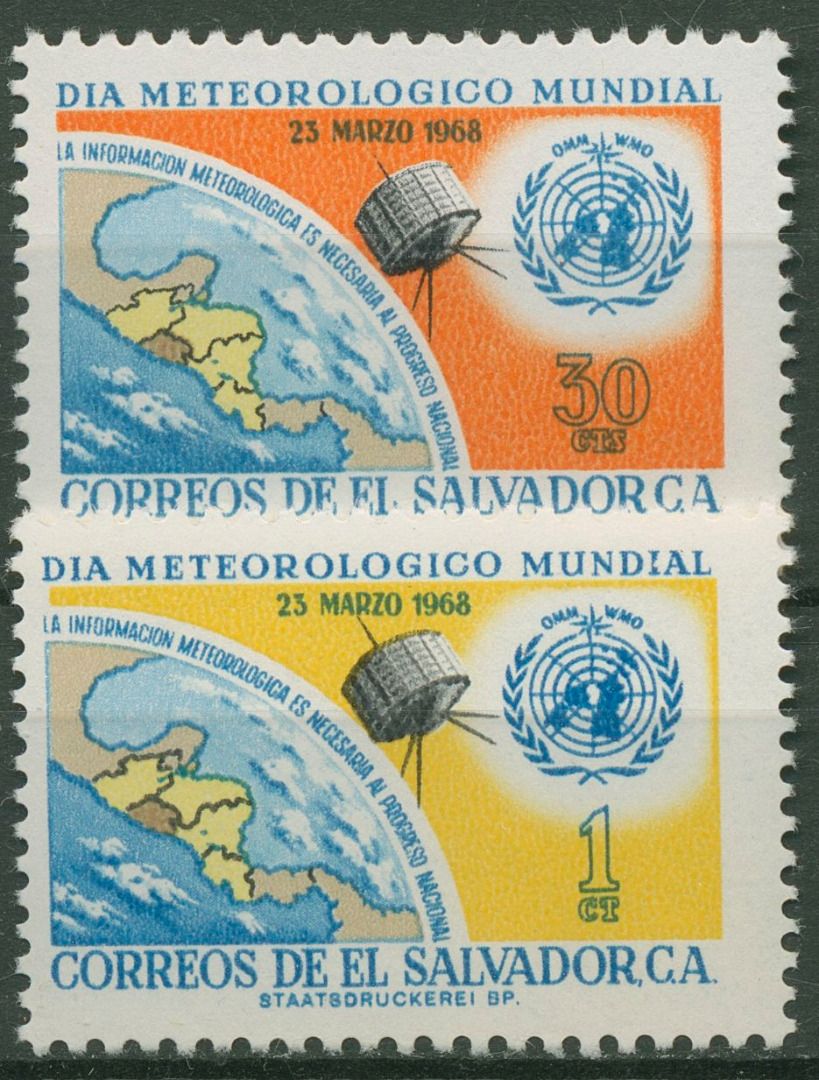 DIA METEOROLOGICO MUNDIAL
23 MARZO 1968
OMM WMO
LA INFORMACION METEOROLOGICA ES NECESARIA AL PROGRESO NACIONAL
30
CTS
CORREOS DE EL SALVADOR C.A
DIA METEOROLOGICO MUNDIAL
23 MARZO 1968
OMM WMO
LA INFORMACION METEOROLOGICA ES NECESARIA AL PROGRESO NACIONAL
1
CT
CORREOS DE EL SALVADOR, C.A.
STAATSDRUCKEREI BP.